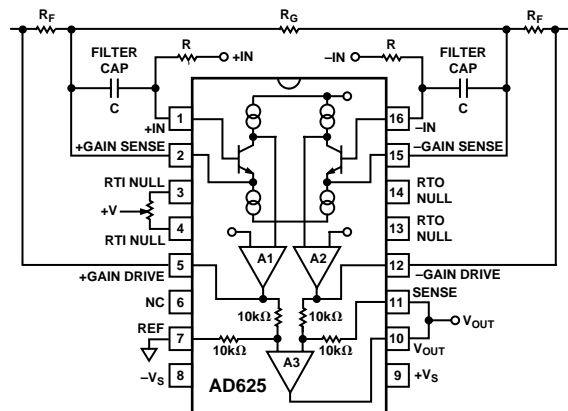 RF RG RF
FILTER CAP C
R +IN
–IN R
FILTER CAP C
1 +IN
16 –IN
2 +GAIN SENSE
15 –GAIN SENSE
3 RTI NULL
14 RTO NULL
+V
4 RTI NULL
13 RTO NULL
A1 A2
5 +GAIN DRIVE
12 –GAIN DRIVE
6 NC
10kΩ 10kΩ
11 SENSE
VOUT
7 REF
10kΩ 10kΩ
10 VOUT
A3
8 –VS
AD625
9 +VS